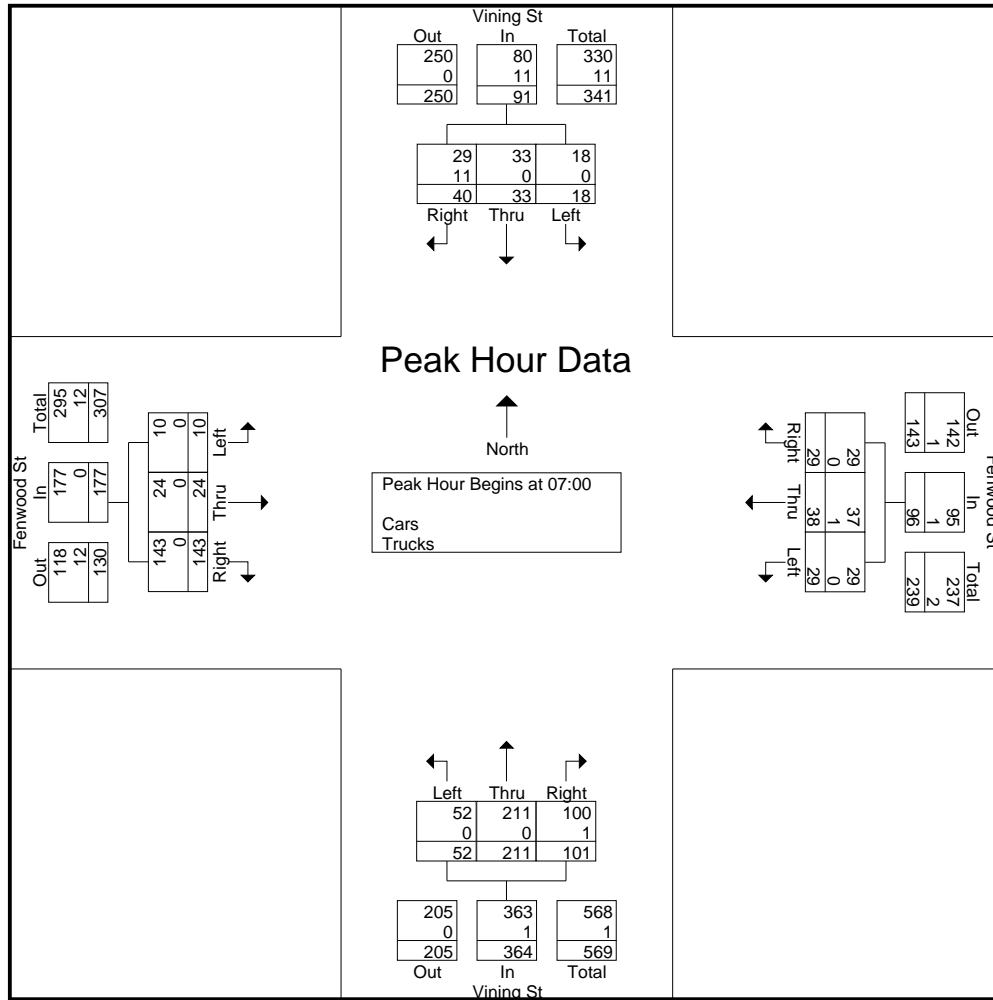 Vining St
Out In Total
250 80 330
0 11 11
250 91 341
29 33 18
11 0 0
40 33 18
Right Thru Left
Peak Hour Data
North
Peak Hour Begins at 07:00
Cars
Trucks
Fenwood St
Total In Out
295 177 118
12 0 12
307 177 130
10 24 143
0 0 0
10 24 143
Left Thru Right
Right Thru Left
29 37 29
0 1 0
29 38 29
Fenwood St
Out In Total
142 95 237
1 1 2
143 96 239
Left Thru Right
52 211 100
0 0 1
52 211 101
205 363 568
0 1 1
205 364 569
Out In Total
Vining St